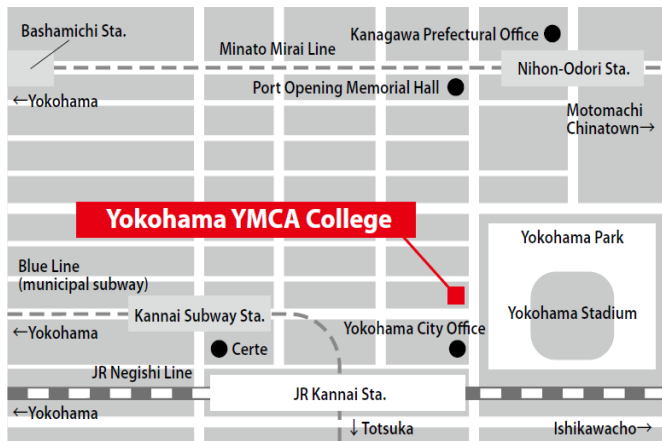 Bashamichi Sta.
Kanagawa Prefectural Office
Minato Mirai Line
Nihon-Odori Sta.
←Yokohama
Port Opening Memorial Hall
Motomachi
Chinatown→
Yokohama YMCA College
Yokohama Park
Blue Line
(municipal subway)
Kannai Subway Sta.
Yokohama Stadium
←Yokohama
Yokohama City Office
Certe
JR Negishi Line
JR Kannai Sta.
←Yokohama
↓Totsuka
Ishikawacho→